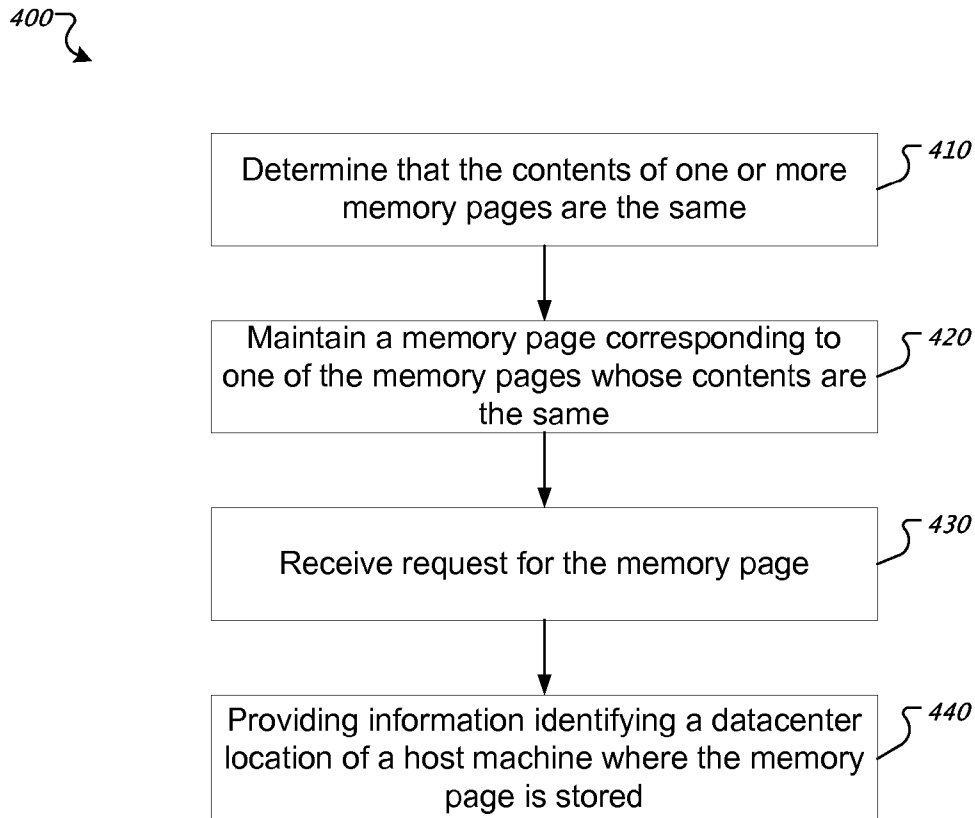 400
Determine that the contents of one or more
memory pages are the same
410
Maintain a memory page corresponding to
one of the memory pages whose contents are
the same
420
Receive request for the memory page
430
Providing information identifying a datacenter
location of a host machine where the memory
page is stored
440